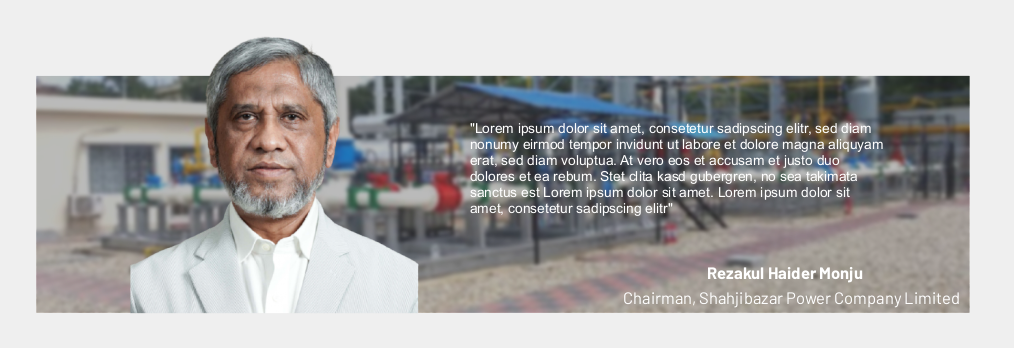 "Lorem ipsum dolor sit amet, consetetur sadipscing elitr, sed diam
nonumy eirmod tempor invidunt ut labore et dolore magna aliquyam
erat, sed diam voluptua. At vero eos et accusam et justo duo
dolores et ea rebum. Stet clita kasd gubergren, no sea takimata
sanctus est Lorem ipsum dolor sit amet. Lorem ipsum dolor sit
amet, consetetur sadipscing elitr"
Rezakul Haider Monju
Chairman, Shahjibazar Power Company Limited